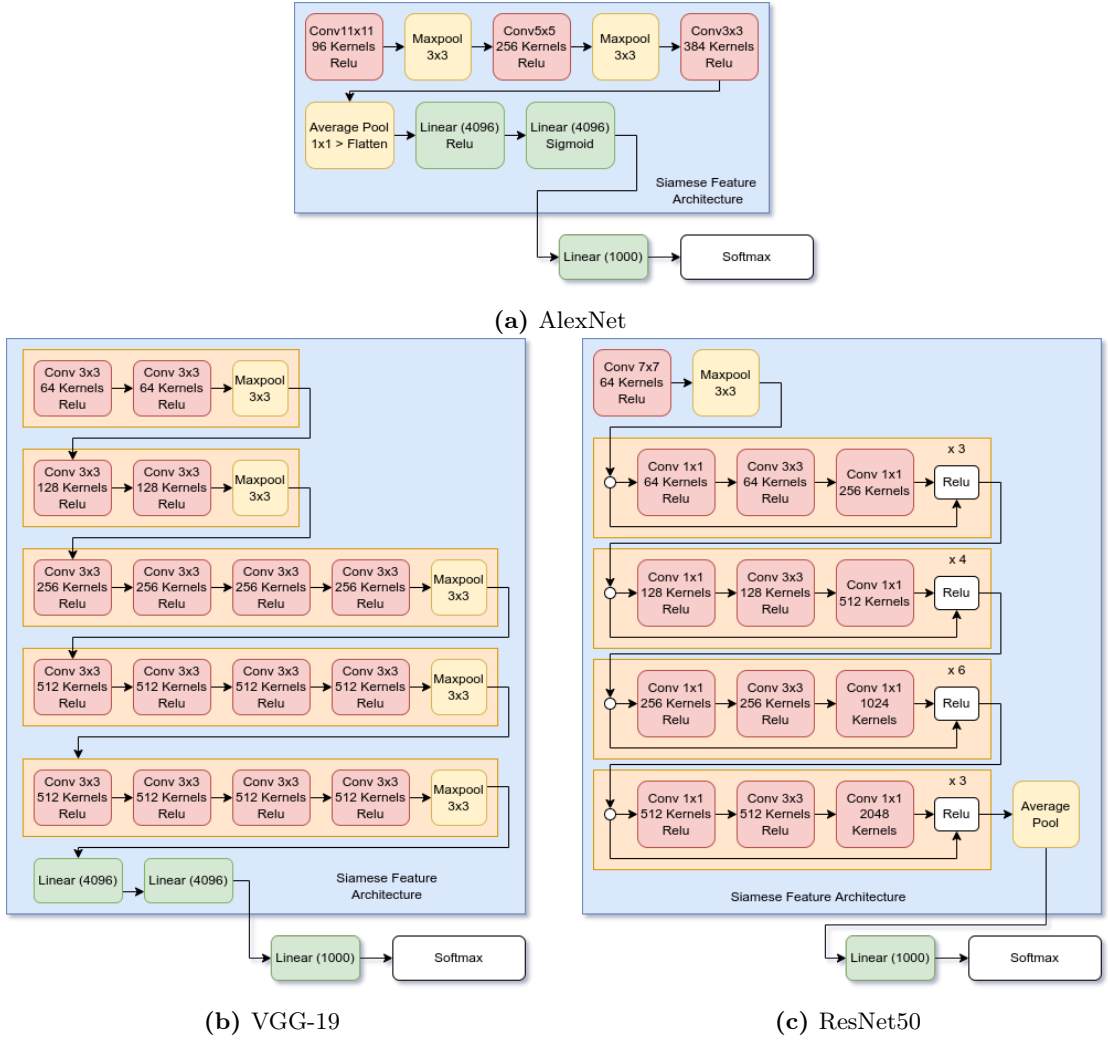 Conv11x11
96 Kernels
Relu
Maxpool
3x3
Conv5x5
256 Kernels
Relu
Maxpool
3x3
Conv3x3
384 Kernels
Relu
Average Pool
1x1 > Flatten
Linear (4096)
Relu
Linear (4096)
Sigmoid
Siamese Feature
Architecture
Linear (1000)
Softmax
(a) AlexNet
Conv 3x3
64 Kernels
Relu
Conv 3x3
64 Kernels
Relu
Maxpool
3x3
Conv 3x3
128 Kernels
Relu
Conv 3x3
128 Kernels
Relu
Maxpool
3x3
Conv 3x3
256 Kernels
Relu
Conv 3x3
256 Kernels
Relu
Conv 3x3
256 Kernels
Relu
Conv 3x3
256 Kernels
Relu
Maxpool
3x3
Conv 3x3
512 Kernels
Relu
Conv 3x3
512 Kernels
Relu
Conv 3x3
512 Kernels
Relu
Conv 3x3
512 Kernels
Relu
Maxpool
3x3
Conv 3x3
512 Kernels
Relu
Conv 3x3
512 Kernels
Relu
Conv 3x3
512 Kernels
Relu
Conv 3x3
512 Kernels
Relu
Maxpool
3x3
Linear (4096)
Linear (4096)
Siamese Feature
Architecture
Linear (1000)
Softmax
(b) VGG-19
Conv 7x7
64 Kernels
Relu
Maxpool
3x3
x 3
Conv 1x1
64 Kernels
Relu
Conv 3x3
64 Kernels
Relu
Conv 1x1
256 Kernels
Relu
x 4
Conv 1x1
128 Kernels
Relu
Conv 3x3
128 Kernels
Relu
Conv 1x1
512 Kernels
Relu
x 6
Conv 1x1
256 Kernels
Relu
Conv 3x3
256 Kernels
Relu
Conv 1x1
1024
Kernels
Relu
x 3
Conv 1x1
512 Kernels
Relu
Conv 3x3
512 Kernels
Relu
Conv 1x1
2048
Kernels
Relu
Average
Pool
Siamese Feature Architecture
Linear (1000)
Softmax
(c) ResNet50